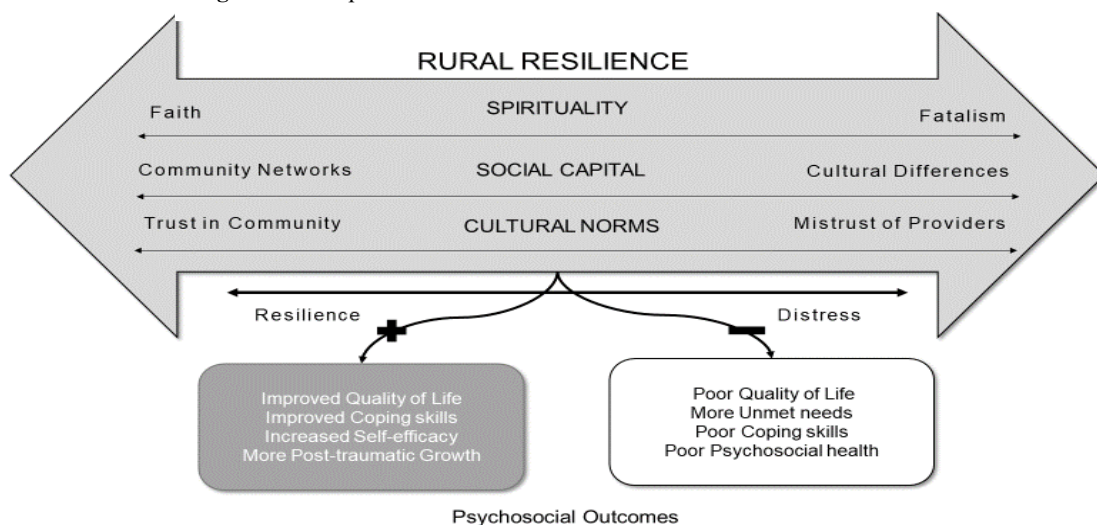 RURAL RESILIENCE
SPIRITUALITY
Faith
Fatalism
Community Networks
SOCIAL CAPITAL
Cultural Differences
Trust in Community
CULTURAL NORMS
Mistrust of Providers
Resilience
Distress
Improved Quality of Life
Improved Coping skills
Increased Self-efficacy
More Post-traumatic Growth
Poor Quality of Life
More Unmet needs
Poor Coping skills
Poor Psychosocial health
Psychosocial Outcomes